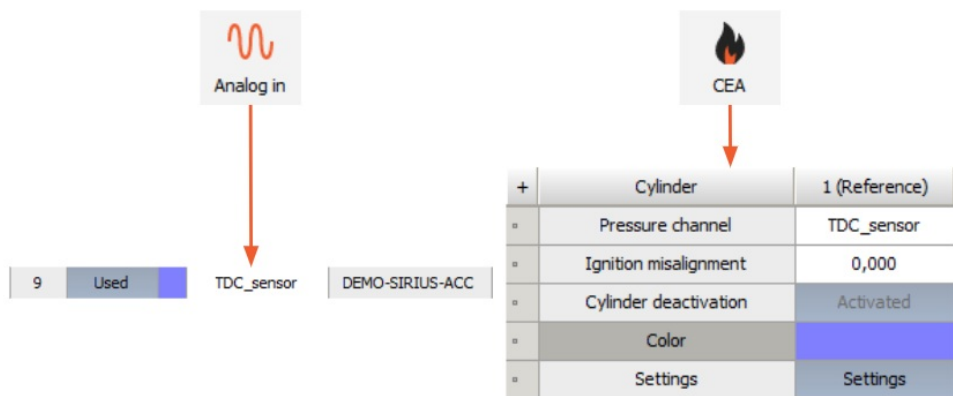 Analog in
CEA
9 Used TDC_sensor DEMO-SIRIUS-ACC
+ Cylinder 1 (Reference)
Pressure channel TDC_sensor
Ignition misalignment 0,000
Cylinder deactivation Activated
Color
Settings Settings